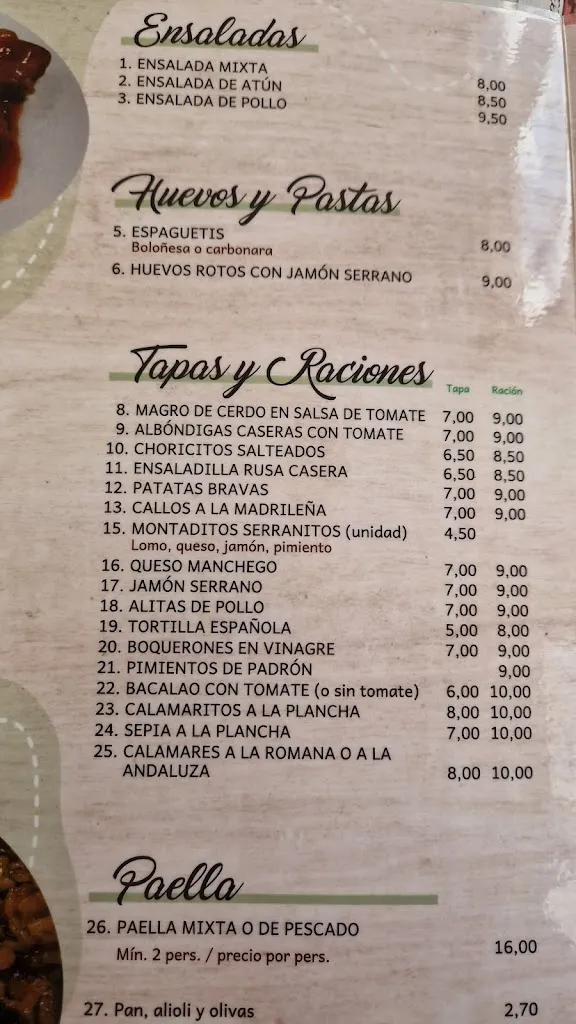 Ensaladas
1. ENSALADA MIXTA 8,00
2. ENSALADA DE ATÚN 8,50
3. ENSALADA DE POLLO 9,50
Huevos y Pastas
5. ESPAGUETIS 8,00
Boloñesa o carbonara
6. HUEVOS ROTOS CON JAMÓN SERRANO 9,00
Tapas y Raciones Tapa Ración
8. MAGRO DE CERDO EN SALSA DE TOMATE 7,00 9,00
9. ALBÓNDIGAS CASERAS CON TOMATE 7,00 9,00
10. CHORICITOS SALTEADOS 6,50 8,50
11. ENSALADILLA RUSA CASERA 6,50 8,50
12. PATATAS BRAVAS 7,00 9,00
13. CALLOS A LA MADRILEÑA 7,00 9,00
15. MONTADITOS SERRANITOS (unidad) 4,50
Lomo, queso, jamón, pimiento
16. QUESO MANCHEGO 7,00 9,00
17. JAMÓN SERRANO 7,00 9,00
18. ALITAS DE POLLO 7,00 9,00
19. TORTILLA ESPAÑOLA 5,00 8,00
20. BOQUERONES EN VINAGRE 7,00 9,00
21. PIMIENTOS DE PADRÓN 9,00
22. BACALAO CON TOMATE (o sin tomate) 6,00 10,00
23. CALAMARITOS A LA PLANCHA 8,00 10,00
24. SEPIA A LA PLANCHA 7,00 10,00
25. CALAMARES A LA ROMANA O A LA
ANDALUZA 8,00 10,00
Paella
26. PAELLA MIXTA O DE PESCADO
Mín. 2 pers. / precio por pers. 16,00
27. Pan, alioli y olivas 2,70